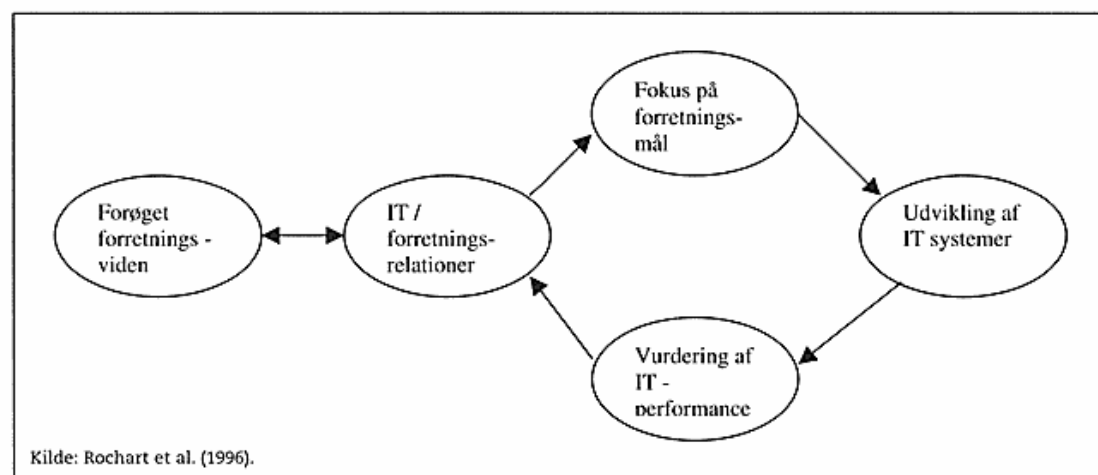 Fokus på
forretnings-
mål
Forøget
forretnings -
viden
IT /
forretnings-
relationer
Udvikling af
IT systemer
Vurdering af
IT -
performance
Kilde: Rochart et al. (1996).